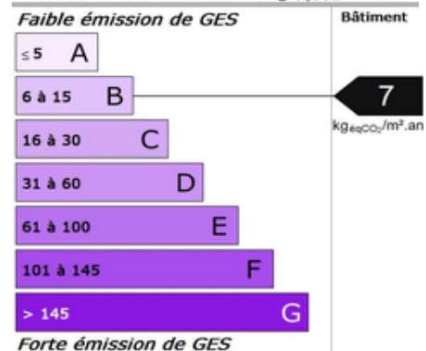 Faible émission de GES
Bâtiment
≤ 5 A
6 à 15 B
7
kgéqCO₂/m².an
16 à 30 C
31 à 60 D
61 à 100 E
101 à 145 F
> 145 G
Forte émission de GES